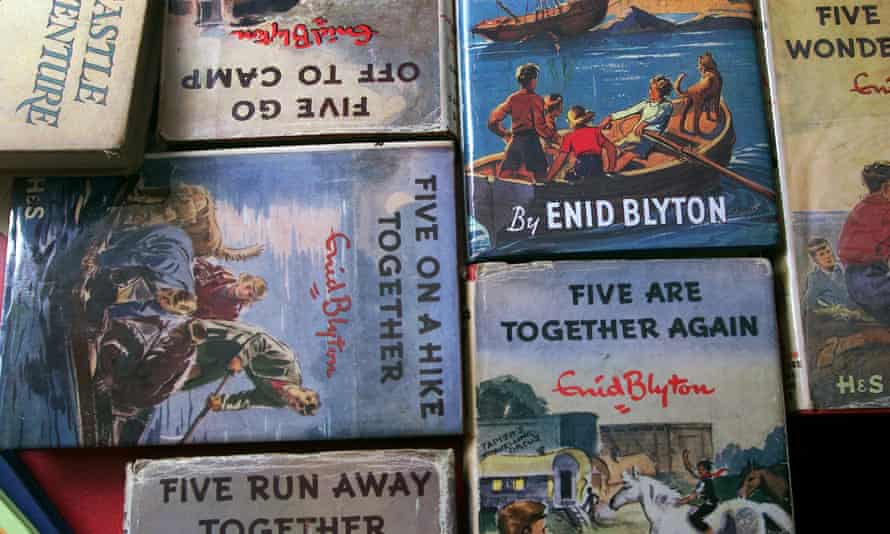 ASTLE
ENTURE
Enid Blyton
FIVE GO
OFF TO CAMP
By ENID BLYTON
FIVE
WONDE
Eni
H&S
H&S
FIVE ON A HIKE
TOGETHER
Enid Blyton
FIVE ARE
TOGETHER AGAIN
Enid Blyton
FIVE RUN AWAY
TOGETHER